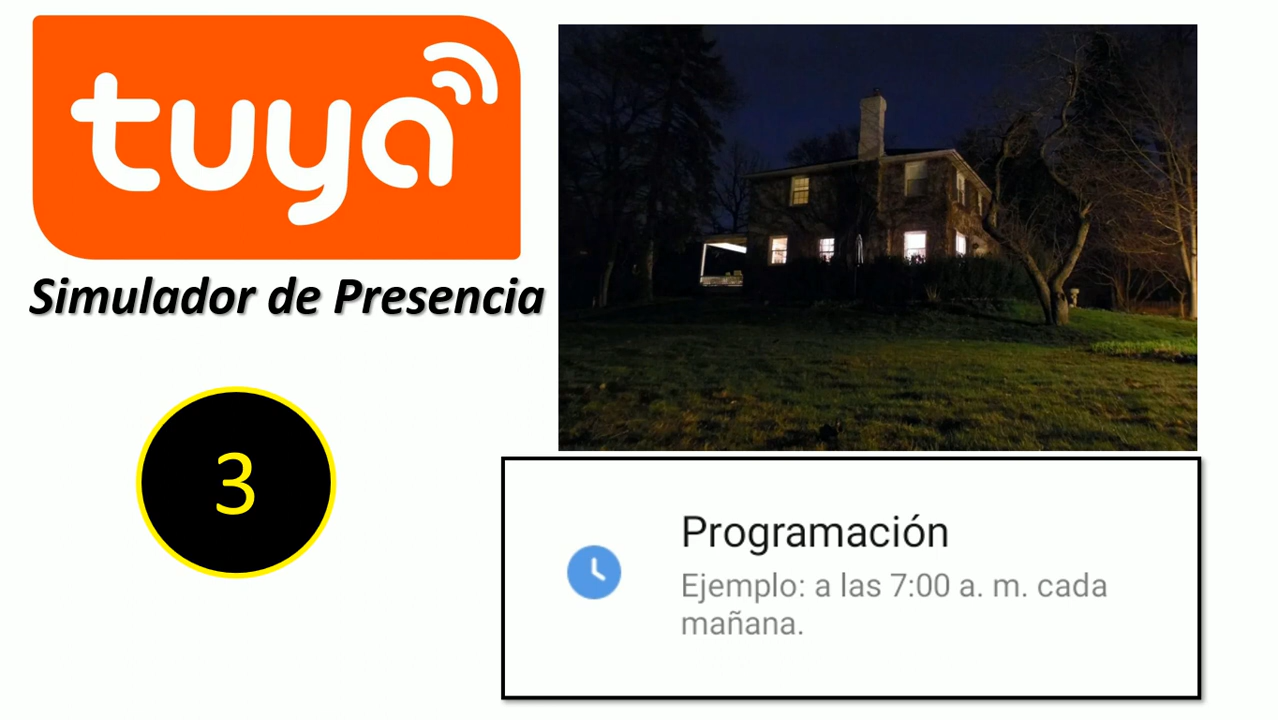 tuya
Simulador de Presencia
3
Programación
Ejemplo: a las 7:00 a. m. cada
mañana.